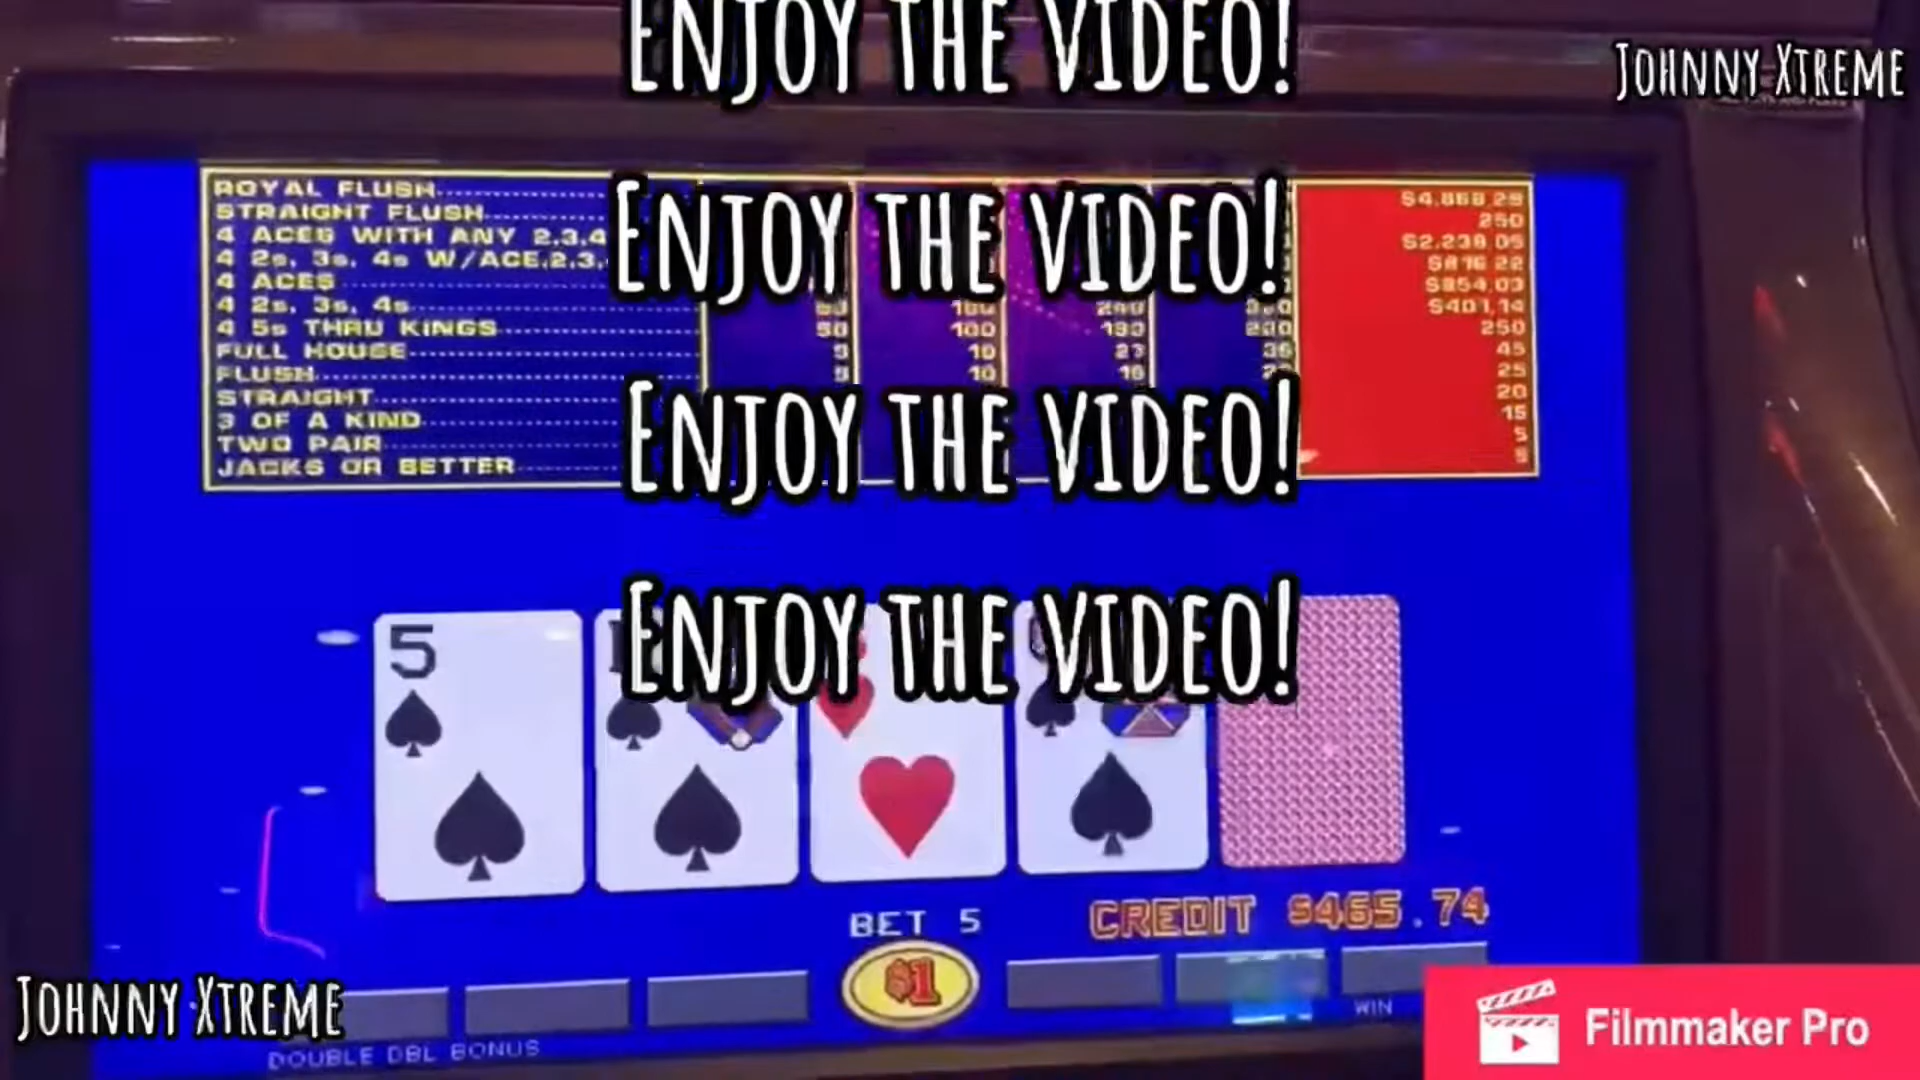 ENJOY THE VIDEO!
JOHNNY XTREME
ENJOY THE VIDEO!
ROYAL FLUSH $4,868.29
STRAIGHT FLUSH 250
4 ACES WITH ANY 2,3,4 $2,238.05
4 2s, 3s, 4s W/ACE,2,3, $816.22
4 ACES $854.03
4 2s, 3s, 4s $401.14
4 5s THRU KINGS 50 100 250
FULL HOUSE 9 45
FLUSH 10 25
STRAIGHT 20
3 OF A KIND 15
TWO PAIR 5
JACKS OR BETTER 5
ENJOY THE VIDEO!
ENJOY THE VIDEO!
5
BET 5
CREDIT $465.74
$1
WIN
JOHNNY XTREME
DOUBLE DBL BONUS
Filmmaker Pro